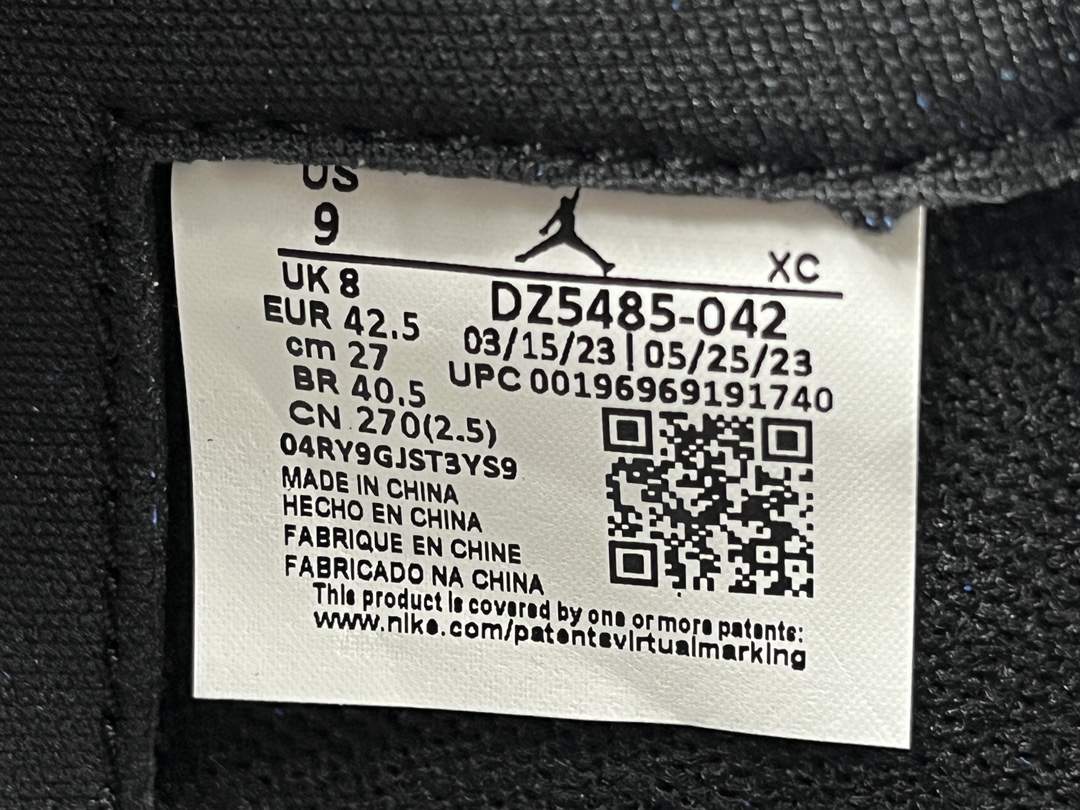 US
9
XC
UK 8
DZ5485-042
EUR 42.5
03/15/23 | 05/25/23
cm 27
UPC 00196969191740
BR 40.5
CN 270(2.5)
04RY9GJST3YS9
MADE IN CHINA
HECHO EN CHINA
FABRIQUE EN CHINE
FABRICADO NA CHINA
This product is covered by one or more patents:
www.nike.com/patentsvirtualmarking